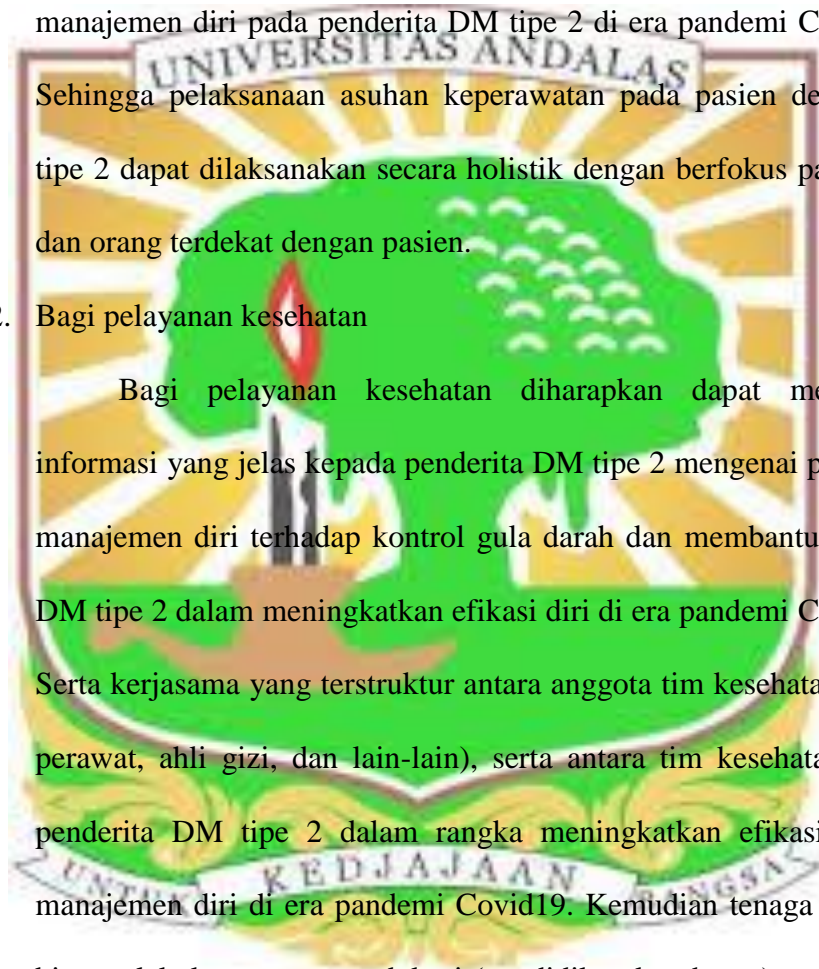 manajemen diri pada penderita DM tipe 2 di era pandemi C
UNIVERSITAS ANDALAS
Sehingga pelaksanaan asuhan keperawatan pada pasien de
tipe 2 dapat dilaksanakan secara holistik dengan berfokus pa
dan orang terdekat dengan pasien.
2. Bagi pelayanan kesehatan
Bagi pelayanan kesehatan diharapkan dapat me
informasi yang jelas kepada penderita DM tipe 2 mengenai p
manajemen diri terhadap kontrol gula darah dan membantu
DM tipe 2 dalam meningkatkan efikasi diri di era pandemi C
Serta kerjasama yang terstruktur antara anggota tim kesehata
perawat, ahli gizi, dan lain-lain), serta antara tim kesehata
penderita DM tipe 2 dalam rangka meningkatkan efikasi
UNTUK KEDJAJAAN BANGSA
manajemen diri di era pandemi Covid19. Kemudian tenaga